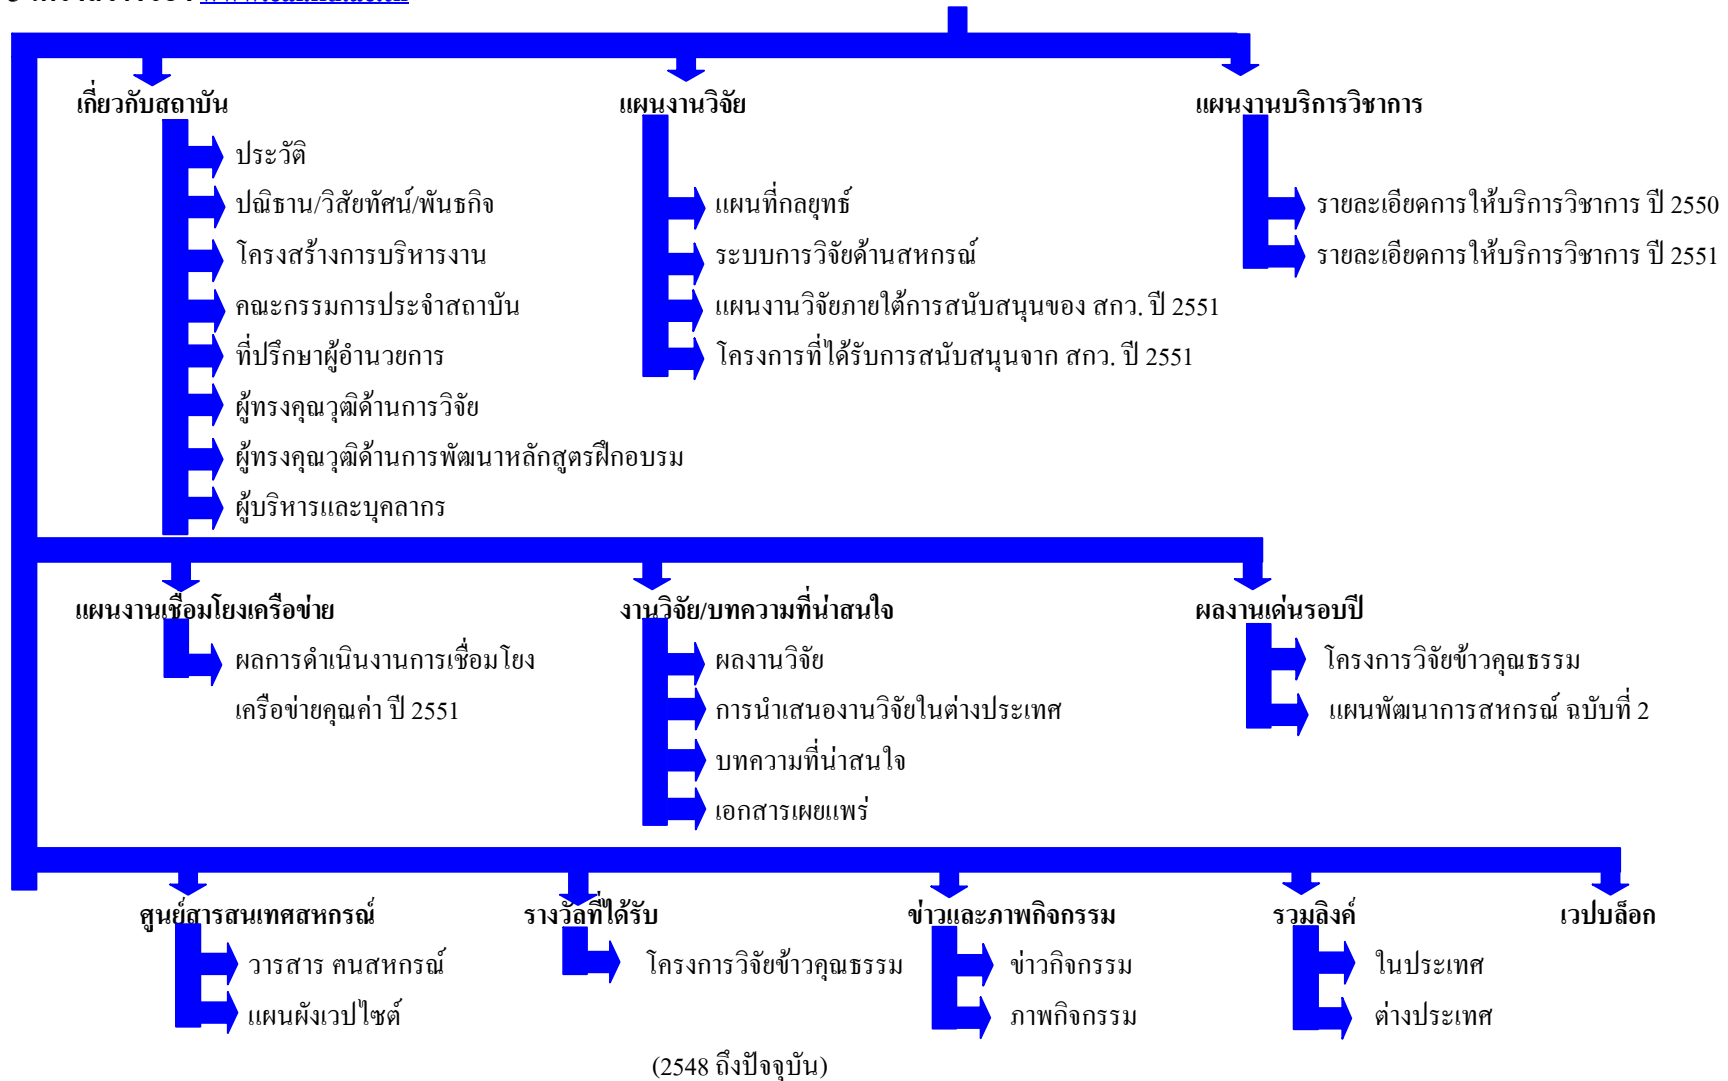 เกี่ยวกับสถาบัน
แผนงานวิจัย
แผนงานบริการวิชาการ
ประวัติ
ปณิธาน/วิสัยทัศน์/พันธกิจ
แผนที่กลยุทธ์
รายละเอียดการให้บริการวิชาการ ปี 2550
โครงสร้างการบริหารงาน
ระบบการวิจัยด้านสหกรณ์
รายละเอียดการให้บริการวิชาการ ปี 2551
คณะกรรมการประจำสถาบัน
แผนงานวิจัยภายใต้การสนับสนุนของ สกว. ปี 2551
ที่ปรึกษาผู้อำนวยการ
โครงการที่ได้รับการสนับสนุนจาก สกว. ปี 2551
ผู้ทรงคุณวุฒิด้านการวิจัย
ผู้ทรงคุณวุฒิด้านการพัฒนาหลักสูตรฝึกอบรม
ผู้บริหารและบุคลากร
แผนงานเชื่อมโยงเครือข่าย
งานวิจัย/บทความที่น่าสนใจ
ผลงานเด่นรอบปี
ผลการดำเนินงานการเชื่อมโยง
ผลงานวิจัย
โครงการวิจัยข้าวคุณธรรม
เครือข่ายคุณค่า ปี 2551
การนำเสนองานวิจัยในต่างประเทศ
แผนพัฒนาการสหกรณ์ ฉบับที่ 2
บทความที่น่าสนใจ
เอกสารเผยแพร่
ศูนย์สารสนเทศสหกรณ์
รางวัลที่ได้รับ
ข่าวและภาพกิจกรรม
รวมลิงค์
เวปบล็อก
วารสาร ฅนสหกรณ์
โครงการวิจัยข้าวคุณธรรม
ข่าวกิจกรรม
ในประเทศ
แผนผังเวปไซต์
ภาพกิจกรรม
ต่างประเทศ
(2548 ถึงปัจจุบัน)